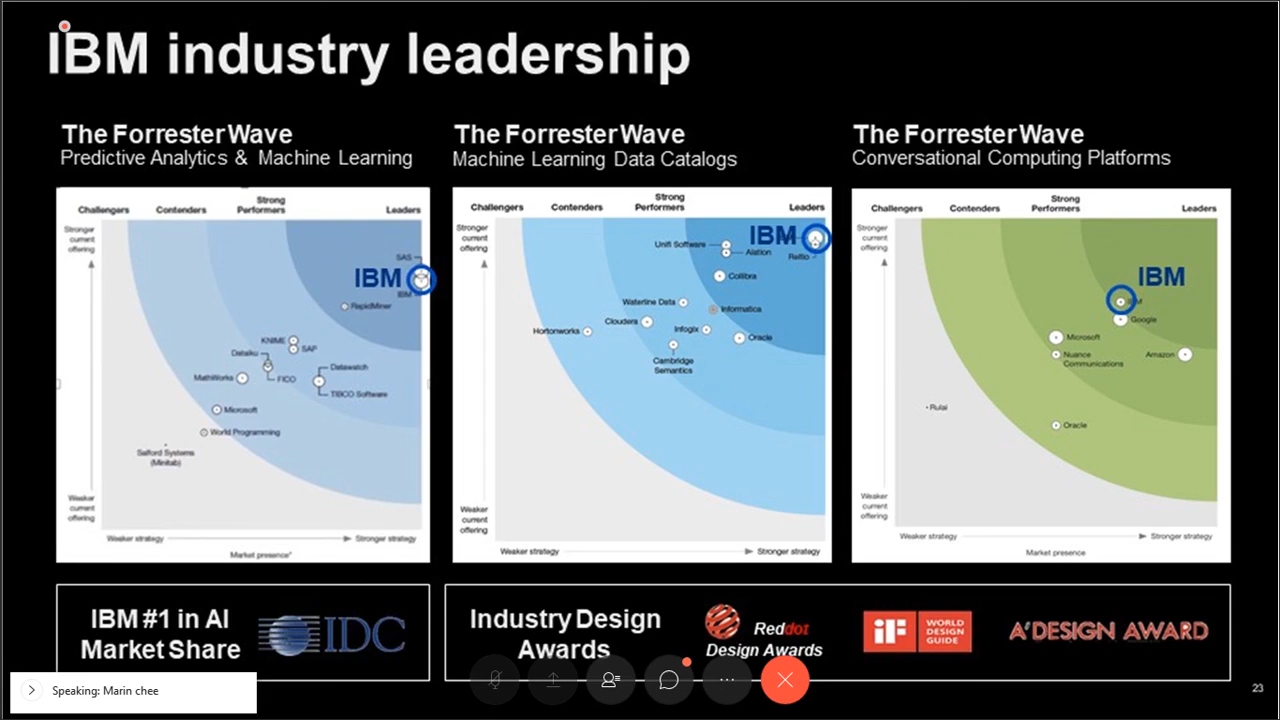 IBM industry leadership
The Forrester Wave
Predictive Analytics & Machine Learning
Challengers Contenders Strong Performers Leaders
Stronger current offering
SAS
IBM
IBM
RapidMiner
KNIME
SAP
Dataiku
FICO
Datawatch
TIBCO Software
MathWorks
Microsoft
World Programming
Salford Systems
(Minitab)
Weaker current offering
Weaker strategy Stronger strategy
Market presence*
The Forrester Wave
Machine Learning Data Catalogs
Challengers Contenders Strong Performers Leaders
Stronger current offering
IBM
Unifi Software
Alation
Reltio
Collibra
Waterline Data
Informatica
Cloudera
Hortonworks
Infogix
Oracle
Cambridge
Semantics
Weaker current offering
Weaker strategy Stronger strategy
The Forrester Wave
Conversational Computing Platforms
Challengers Contenders Strong Performers Leaders
Stronger current offering
IBM
Google
Microsoft
Nuance
Communications
Amazon
Rulai
Oracle
Weaker current offering
Weaker strategy Stronger strategy
Market presence
IBM #1 in AI
Market Share
IDC
Industry Design
Awards
Reddot
Design Awards
iF
WORLD
DESIGN
GUIDE
A'DESIGN AWARD
Speaking: Marin chee
23